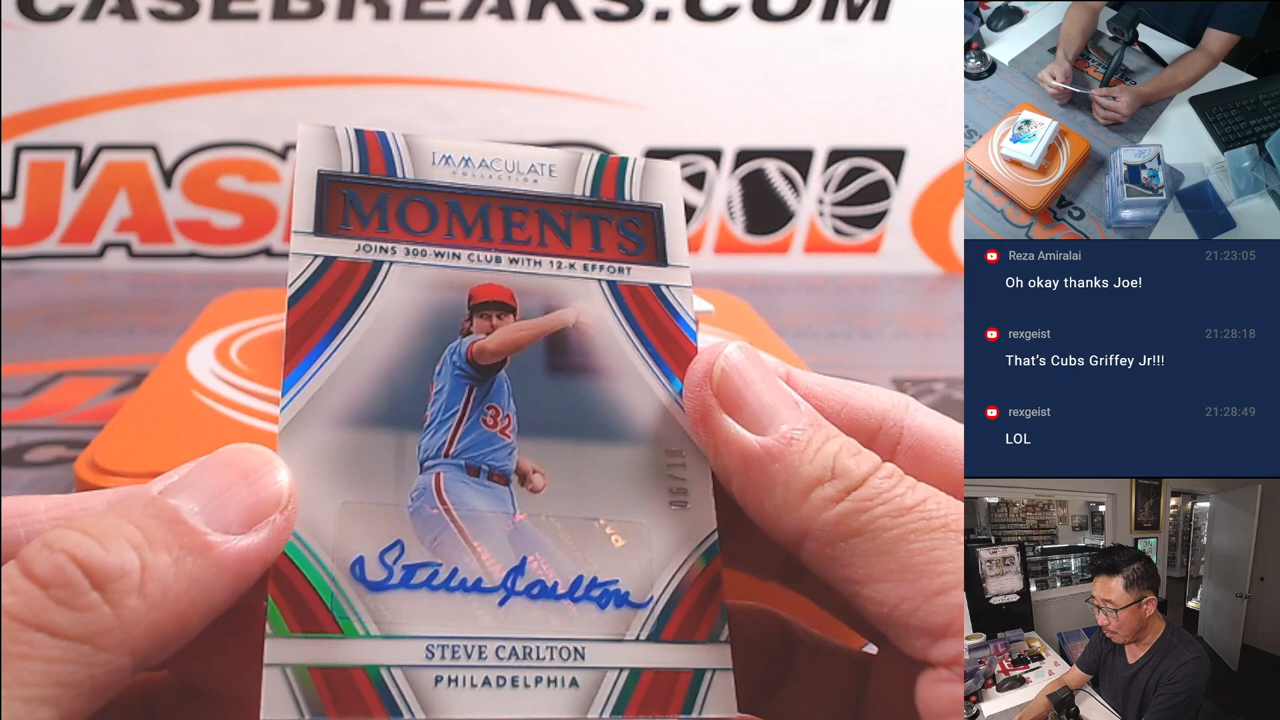 CASEBREAKS.COM
JAS
IMMACULATE
COLLECTION
MOMENTS
JOINS 300-WIN CLUB WITH 12-K EFFORT
32
Steve Carlton
STEVE CARLTON
PHILADELPHIA
Reza Amiralai 21:23:05
Oh okay thanks Joe!
rexgeist 21:28:18
That's Cubs Griffey Jr!!!
rexgeist 21:28:49
LOL